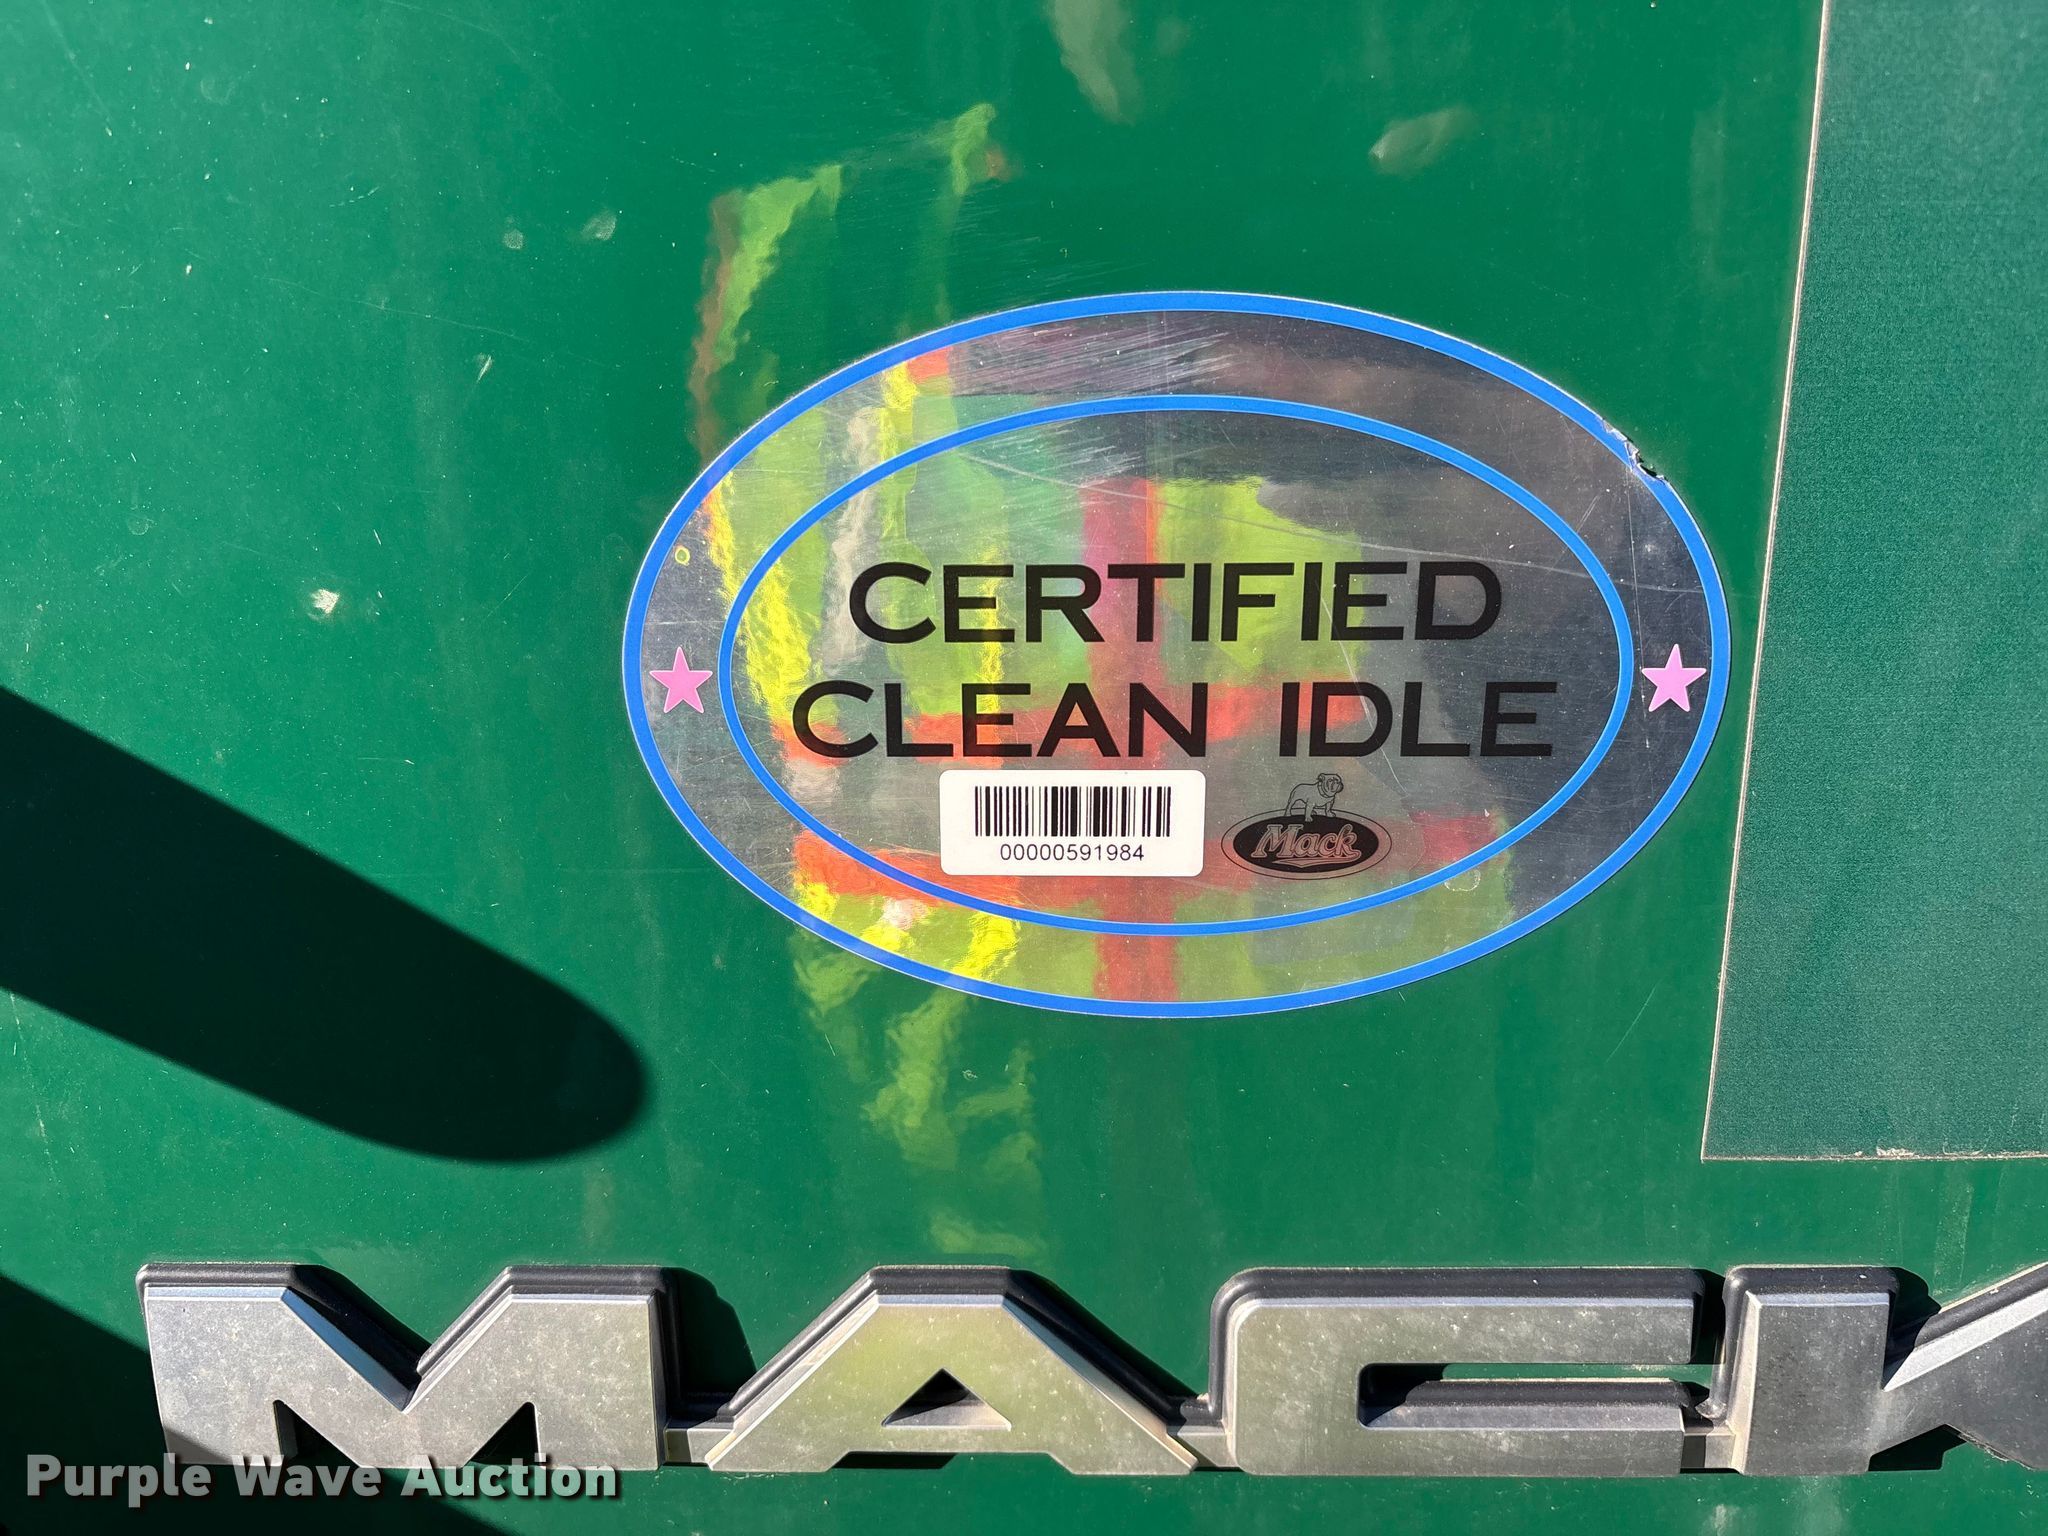 CERTIFIED
CLEAN IDLE
00000591984
Mack
MACK
Purple Wave Auction